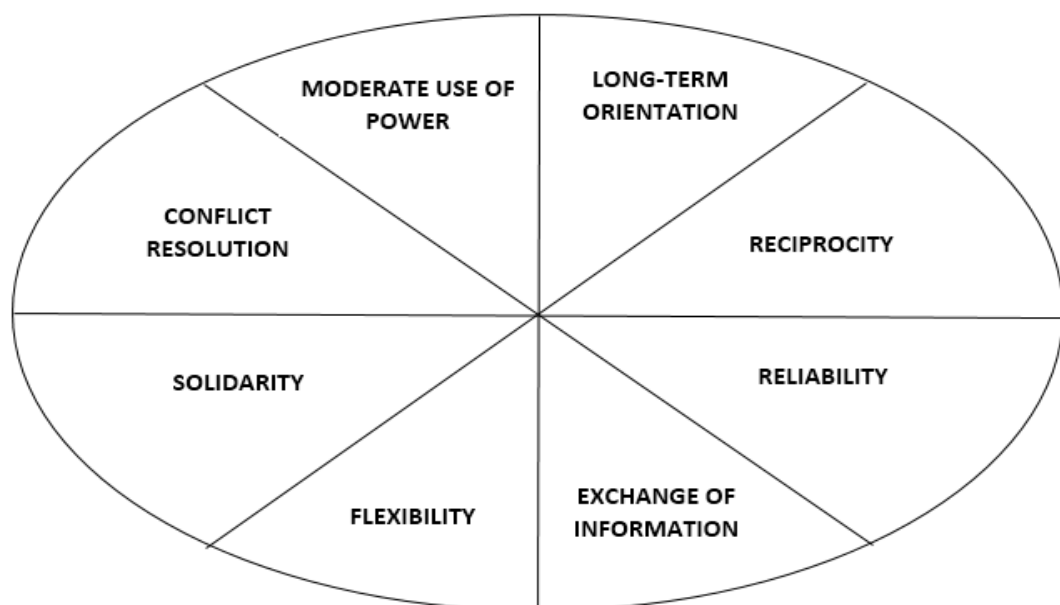 MODERATE USE OF
POWER
LONG-TERM
ORIENTATION
CONFLICT
RESOLUTION
RECIPROCITY
SOLIDARITY
RELIABILITY
FLEXIBILITY
EXCHANGE OF
INFORMATION